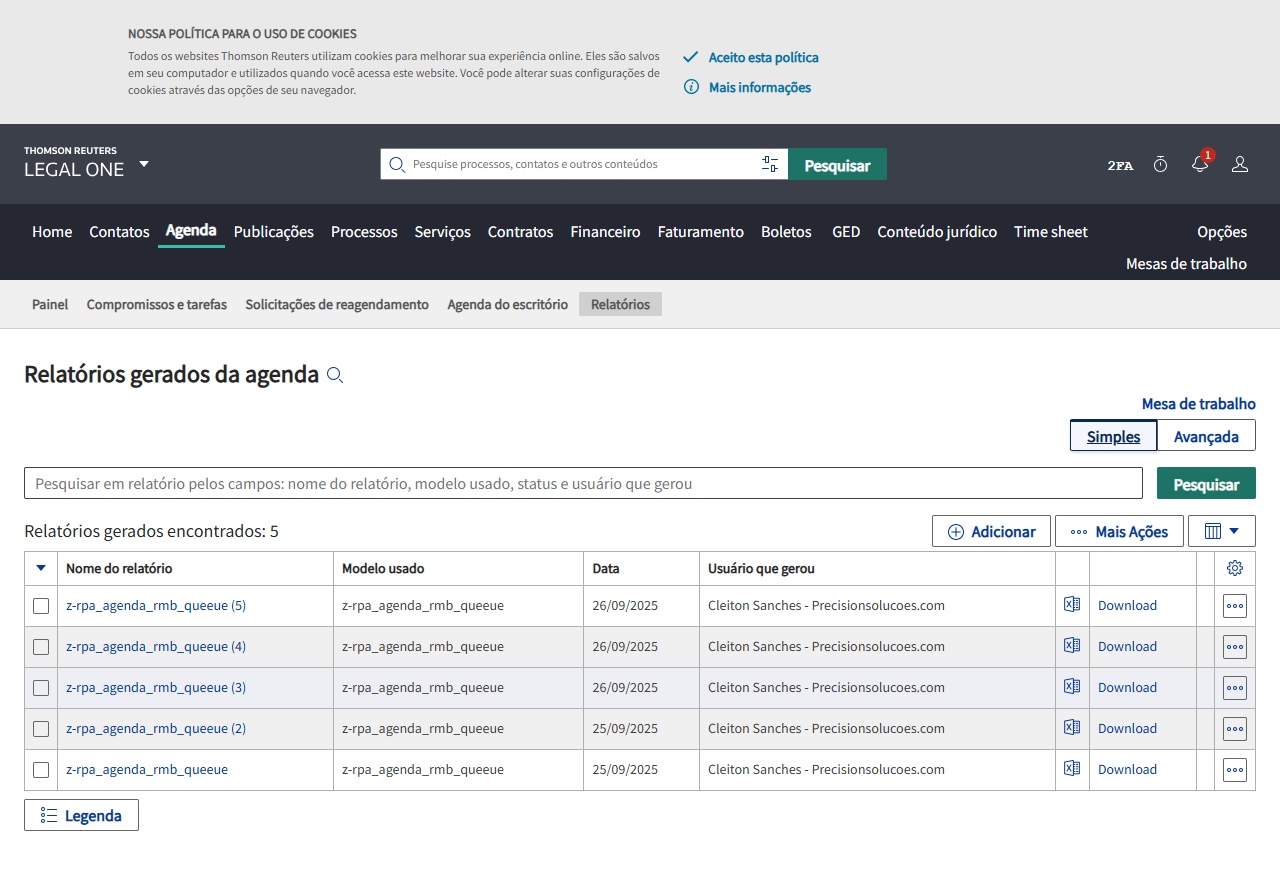 NOSSA POLÍTICA PARA O USO DE COOKIES
Todos os websites Thomson Reuters utilizam cookies para melhorar sua experiência online. Eles são salvos
em seu computador e utilizados quando você acessa este website. Você pode alterar suas configurações de
cookies através das opções de seu navegador.
Aceito esta política
Mais informações
THOMSON REUTERS
LEGAL ONE
Pesquise processos, contatos e outros conteúdos
Pesquisar
2FA
1
Home Contatos Agenda Publicações Processos Serviços Contratos Financeiro Faturamento Boletos GED Conteúdo jurídico Time sheet Opções
Mesas de trabalho
Painel Compromissos e tarefas Solicitações de reagendamento Agenda do escritório Relatórios
Relatórios gerados da agenda
Mesa de trabalho
Simples Avançada
Pesquisar em relatório pelos campos: nome do relatório, modelo usado, status e usuário que gerou Pesquisar
Relatórios gerados encontrados: 5 Adicionar Mais Ações
Nome do relatório Modelo usado Data Usuário que gerou
z-rpa_agenda_rmb_queeue (5) z-rpa_agenda_rmb_queeue 26/09/2025 Cleiton Sanches - Precisionsolucoes.com Download
z-rpa_agenda_rmb_queeue (4) z-rpa_agenda_rmb_queeue 26/09/2025 Cleiton Sanches - Precisionsolucoes.com Download
z-rpa_agenda_rmb_queeue (3) z-rpa_agenda_rmb_queeue 26/09/2025 Cleiton Sanches - Precisionsolucoes.com Download
z-rpa_agenda_rmb_queeue (2) z-rpa_agenda_rmb_queeue 25/09/2025 Cleiton Sanches - Precisionsolucoes.com Download
z-rpa_agenda_rmb_queeue z-rpa_agenda_rmb_queeue 25/09/2025 Cleiton Sanches - Precisionsolucoes.com Download
Legenda